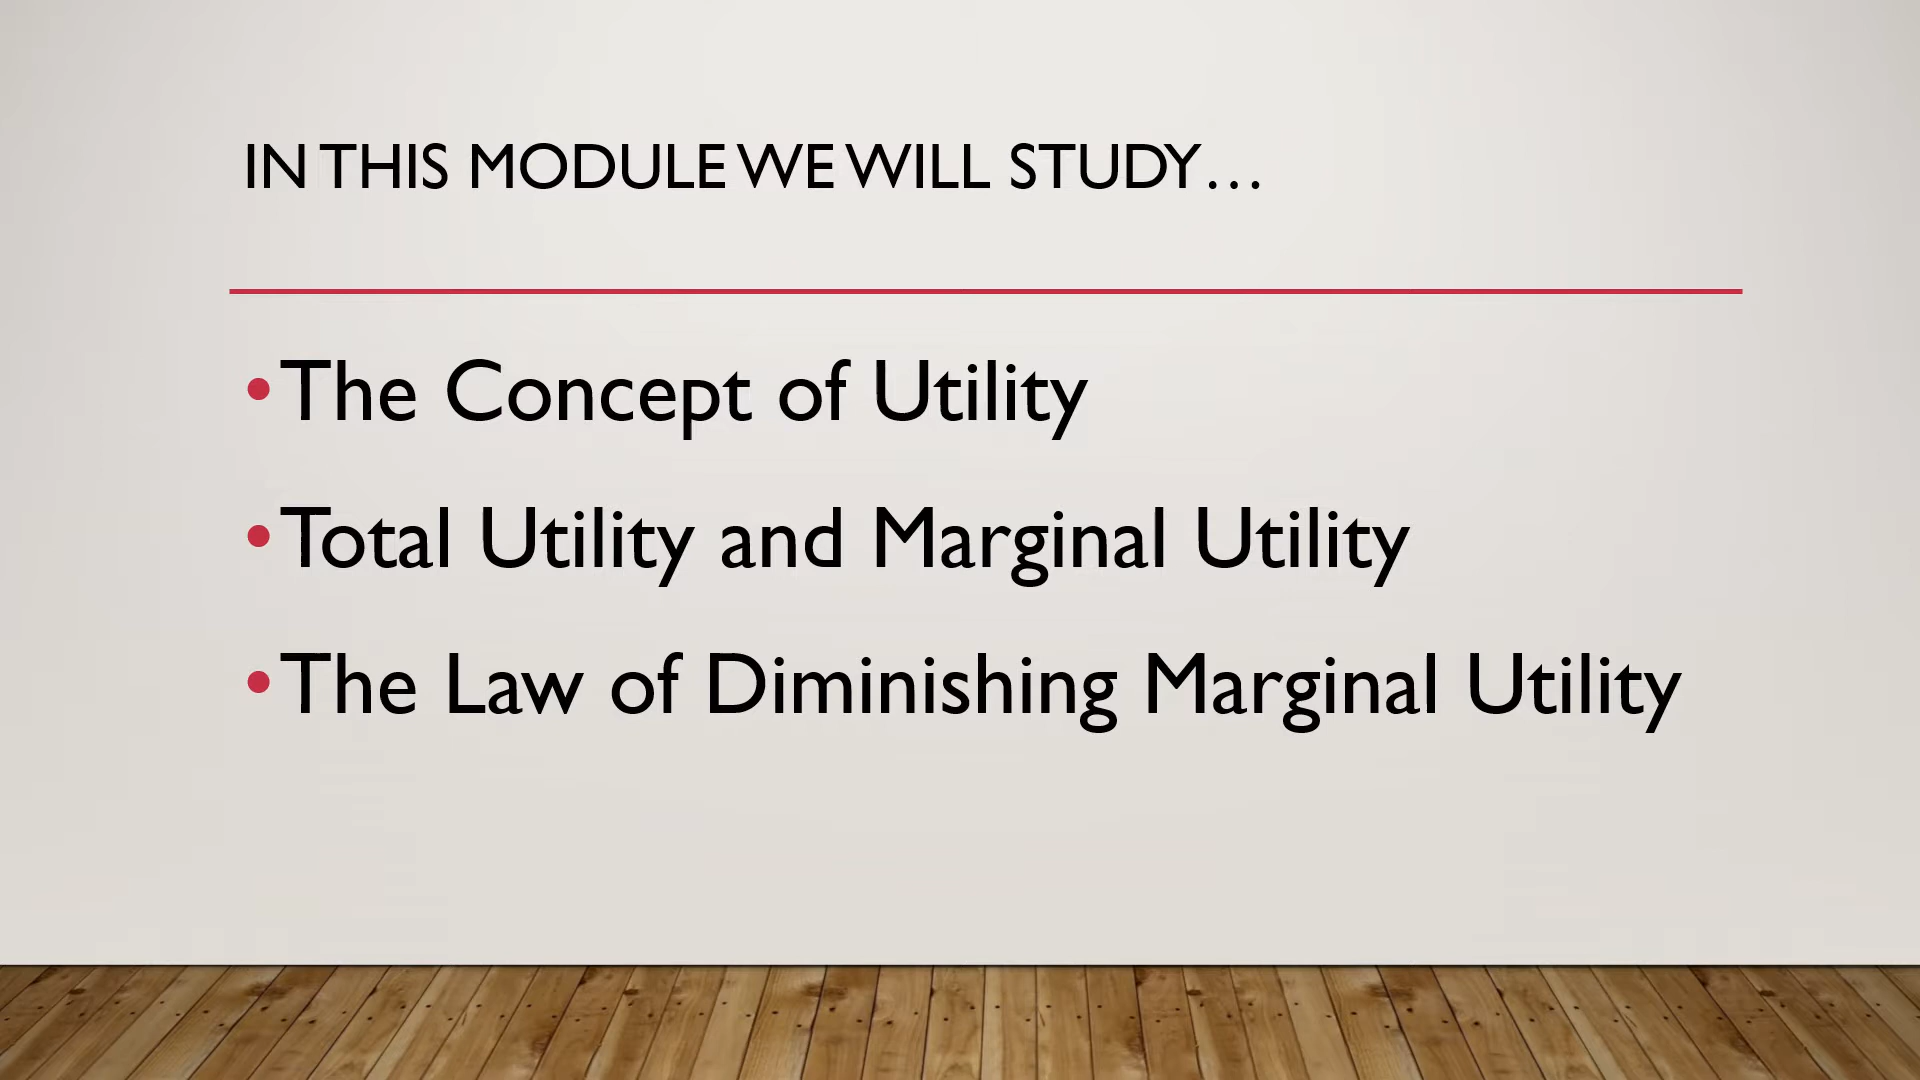 IN THIS MODULE WE WILL STUDY…
• The Concept of Utility
• Total Utility and Marginal Utility
• The Law of Diminishing Marginal Utility